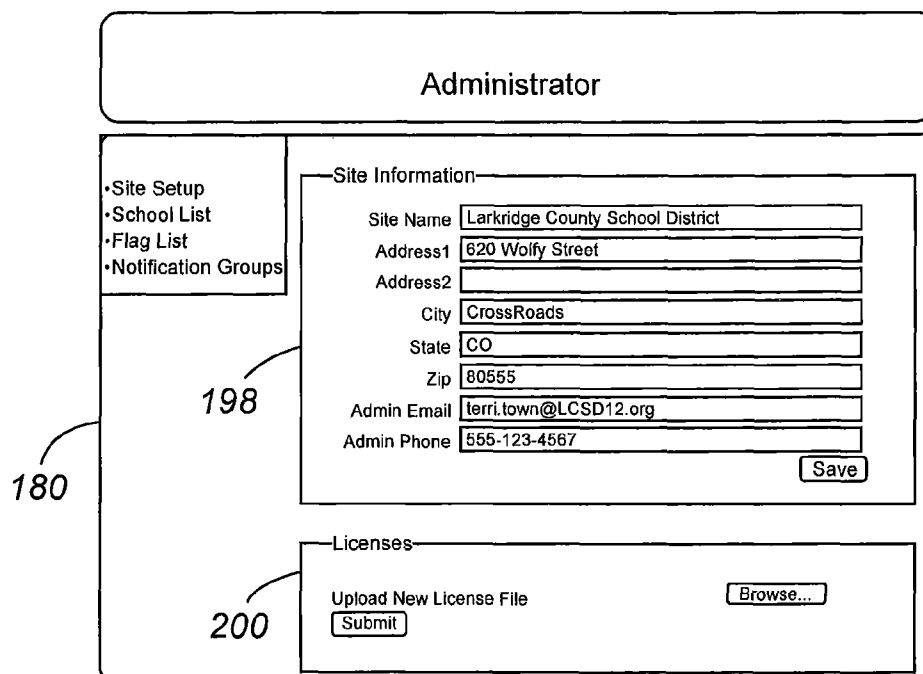 Administrator
•Site Setup
•School List
•Flag List
•Notification Groups
Site Information
Site Name Larkridge County School District
Address1 620 Wolfy Street
Address2
City CrossRoads
State CO
Zip 80555
Admin Email terri.town@LCSD12.org
Admin Phone 555-123-4567
Save
198
180
Licenses
Upload New License File Browse...
Submit
200